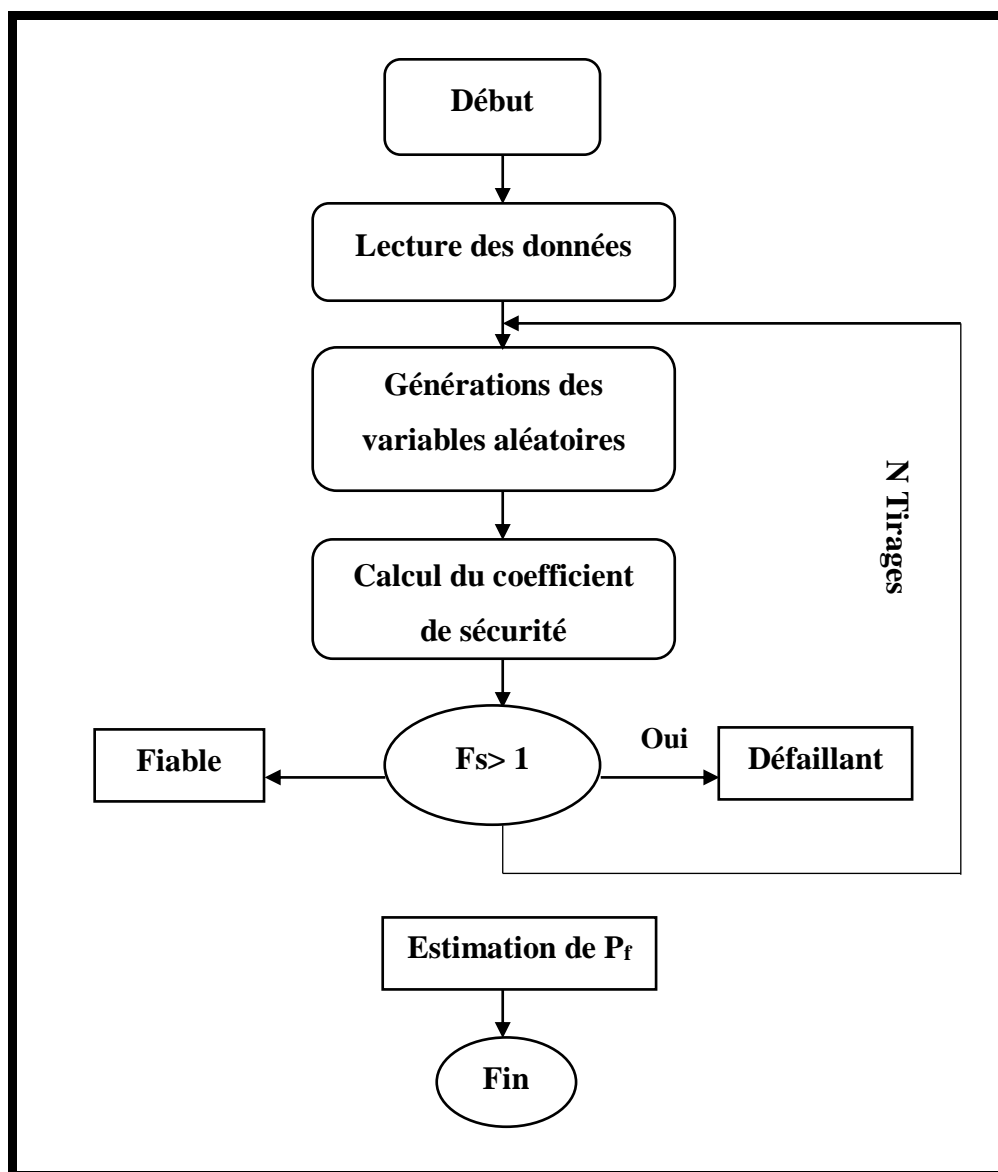 Début
Lecture des données
Générations des
variables aléatoires
N Tirages
Calcul du coefficient
de sécurité
Fiable
Fs> 1
Oui
Défaillant
Estimation de Pf
Fin